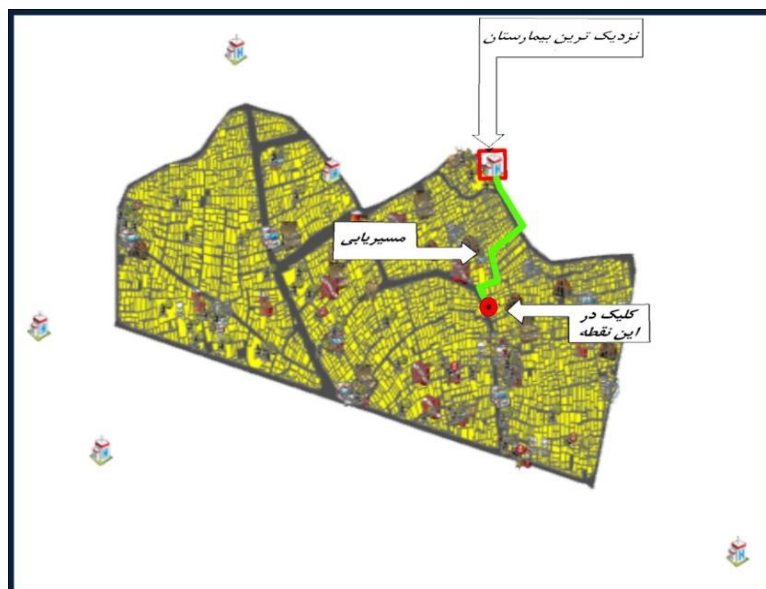 نزدیک ترین بیمارستان
مسیریابی
کلیک در
این نقطه